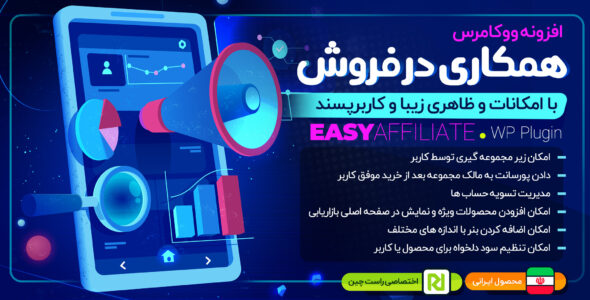 افزونه ووکامرس
همکاری در فروش
با امکانات و ظاهری زیبا و کاربرپسند
EASYAFFILIATE. WP Plugin
امکان زیر مجموعه گیری توسط کاربر
دادن پورسانت به مالک مجموعه بعد از خرید موفق کاربر
مدیریت تسویه حساب ها
امکان افزودن محصولات ویژه و نمایش در صفحه اصلی بازاریابی
امکان اضافه کردن بنر با اندازه های مختلف
امکان تنظیم سود دلخواه برای محصول یا کاربر
محصول ایرانی
اختصاصی راست چین